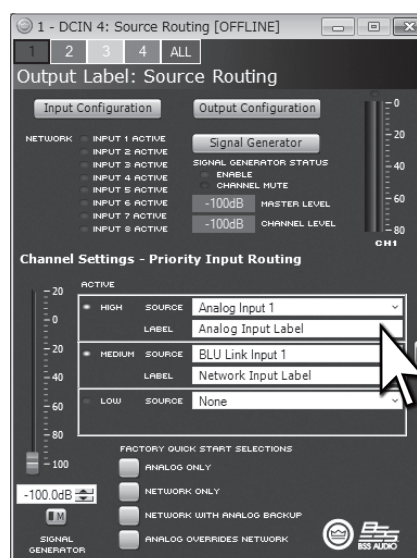 1 - DCIN 4: Source Routing [OFFLINE]
1 2 3 4 ALL
Output Label: Source Routing
Input Configuration
Output Configuration
NETWORK
INPUT 1 ACTIVE
INPUT 2 ACTIVE
INPUT 3 ACTIVE
INPUT 4 ACTIVE
INPUT 5 ACTIVE
INPUT 6 ACTIVE
INPUT 7 ACTIVE
INPUT 8 ACTIVE
Signal Generator
SIGNAL GENERATOR STATUS
ENABLE
CHANNEL MUTE
-100dB MASTER LEVEL
-100dB CHANNEL LEVEL
0
20
40
60
80
CH1
Channel Settings - Priority Input Routing
ACTIVE
HIGH SOURCE Analog Input 1
LABEL Analog Input Label
MEDIUM SOURCE BLU Link Input 1
LABEL Network Input Label
LOW SOURCE None
20
0
20
40
60
80
100
-100.0dB
M
SIGNAL
GENERATOR
FACTORY QUICK START SELECTIONS
ANALOG ONLY
NETWORK ONLY
NETWORK WITH ANALOG BACKUP
ANALOG OVERRIDES NETWORK
BSS AUDIO